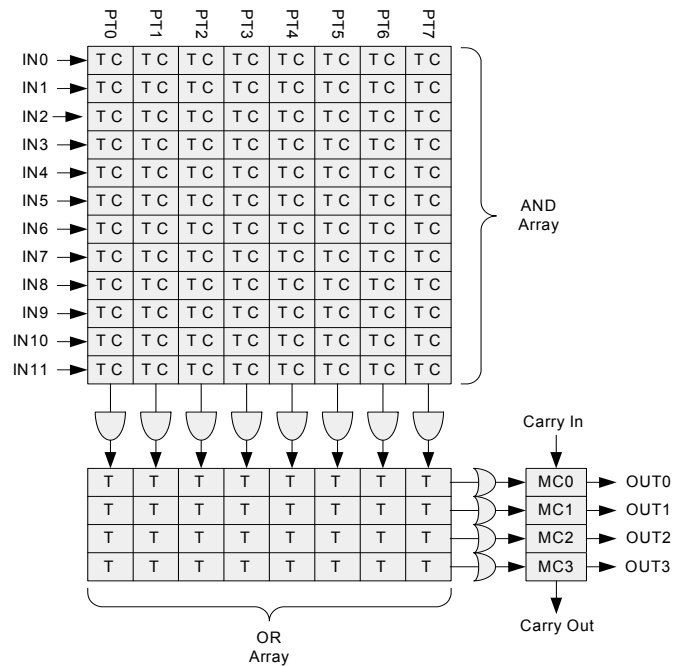 PT0 PT1 PT2 PT3 PT4 PT5 PT6 PT7
IN0 T C T C T C T C T C T C T C T C
IN1 T C T C T C T C T C T C T C T C
IN2 T C T C T C T C T C T C T C T C
IN3 T C T C T C T C T C T C T C T C
IN4 T C T C T C T C T C T C T C T C
IN5 T C T C T C T C T C T C T C T C
IN6 T C T C T C T C T C T C T C T C
IN7 T C T C T C T C T C T C T C T C
IN8 T C T C T C T C T C T C T C T C
IN9 T C T C T C T C T C T C T C T C
IN10 T C T C T C T C T C T C T C T C
IN11 T C T C T C T C T C T C T C T C
AND
Array
Carry In
T T T T T T T T MC0 OUT0
T T T T T T T T MC1 OUT1
T T T T T T T T MC2 OUT2
T T T T T T T T MC3 OUT3
Carry Out
OR
Array